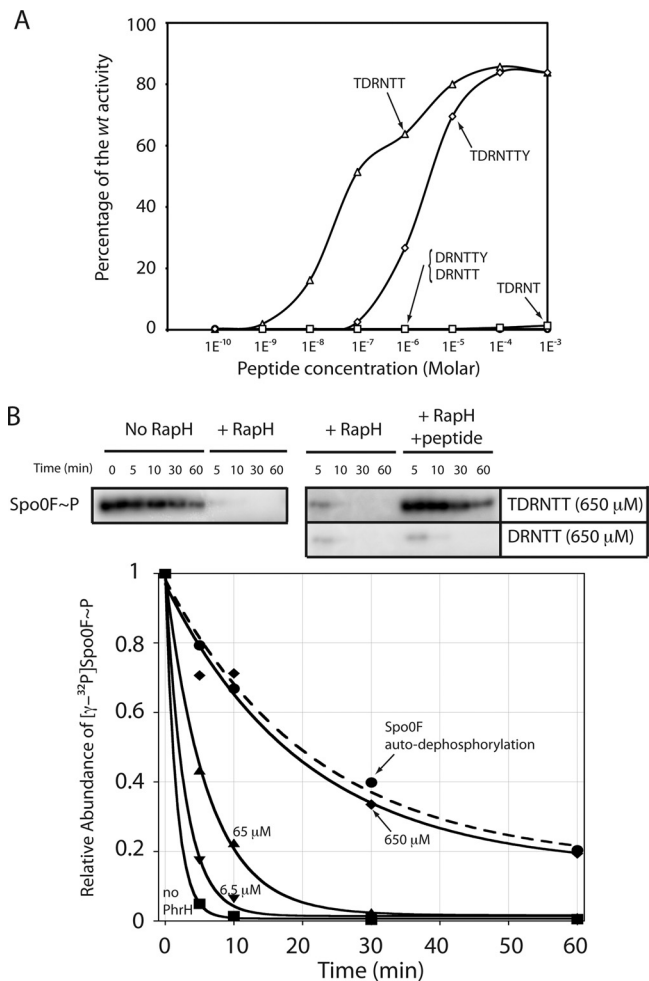 A
100
80
60
40
20
0
Percentage of the wt activity
TDRNTT
TDRNTTY
DRNTTY
DRNTT
TDRNT
1E-10 1E-9 1E-8 1E-7 1E-6 1E-5 1E-4 1E-3
Peptide concentration (Molar)
B
No RapH + RapH + RapH + RapH +peptide
Time (min) 0 5 10 30 60 5 10 30 60 5 10 30 60 5 10 30 60
Spo0F~P
TDRNTT (650 µM)
DRNTT (650 µM)
1
0.8
0.6
0.4
0.2
0
Relative Abundance of [γ–32P]Spo0F~P
Spo0F
auto-dephosphorylation
650 µM
65 µM
6.5 µM
no
PhrH
0 10 20 30 40 50 60
Time (min)